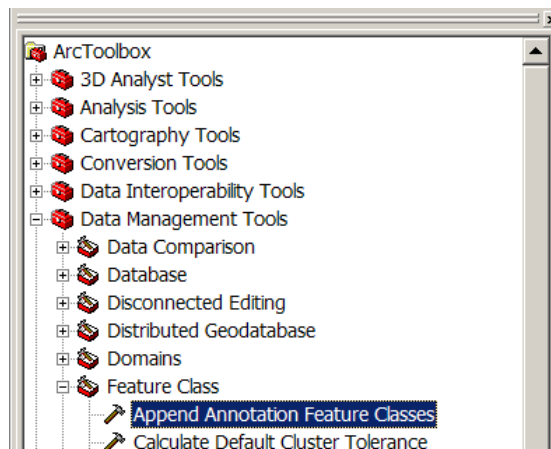 ArcToolbox
3D Analyst Tools
Analysis Tools
Cartography Tools
Conversion Tools
Data Interoperability Tools
Data Management Tools
Data Comparison
Database
Disconnected Editing
Distributed Geodatabase
Domains
Feature Class
Append Annotation Feature Classes
Calculate Default Cluster Tolerance